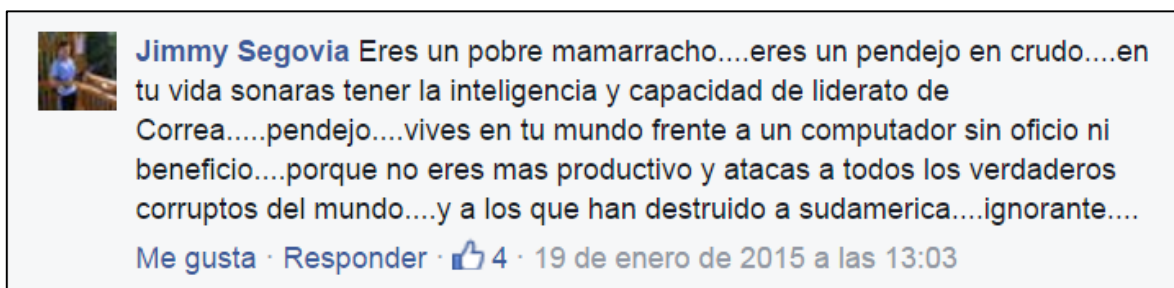 Jimmy Segovia Eres un pobre mamarracho....eres un pendejo en crudo....en
tu vida sonaras tener la inteligencia y capacidad de liderato de
Correa.....pendejo....vives en tu mundo frente a un computador sin oficio ni
beneficio....porque no eres mas productivo y atacas a todos los verdaderos
corruptos del mundo....y a los que han destruido a sudamerica....ignorante....
Me gusta · Responder · 4 · 19 de enero de 2015 a las 13:03